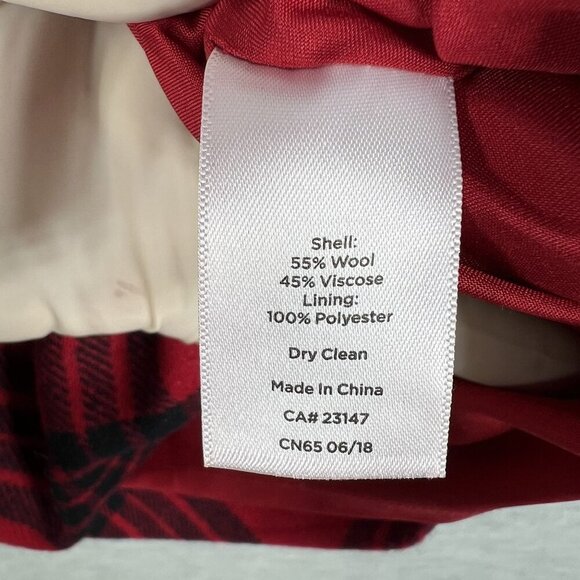 Shell:
55% Wool
45% Viscose
Lining:
100% Polyester
Dry Clean
Made In China
CA# 23147
CN65 06/18